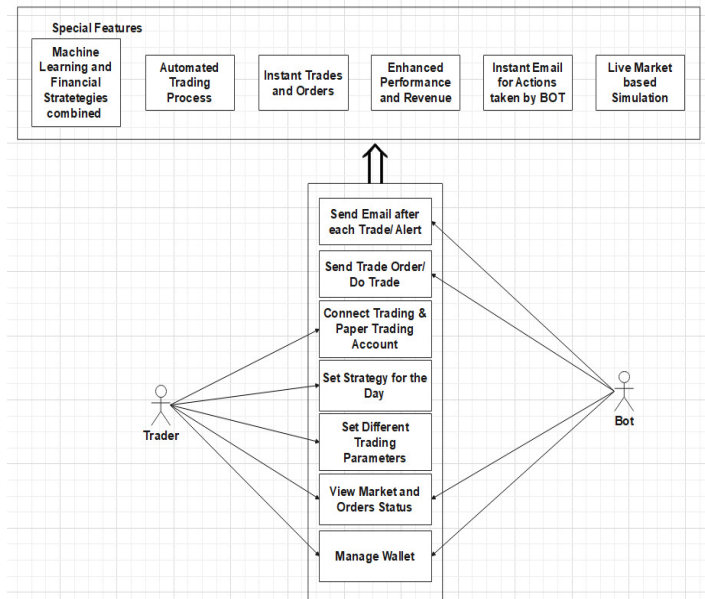 Special Features
Machine
Learning and
Financial
Stratetegies
combined
Automated
Trading
Process
Instant Trades
and Orders
Enhanced
Performance
and Revenue
Instant Email
for Actions
taken by BOT
Live Market
based
Simulation
Send Email after
each Trade/ Alert
Send Trade Order/
Do Trade
Connect Trading &
Paper Trading
Account
Set Strategy for the
Day
Set Different
Trading
Parameters
View Market and
Orders Status
Manage Wallet
Trader
Bot